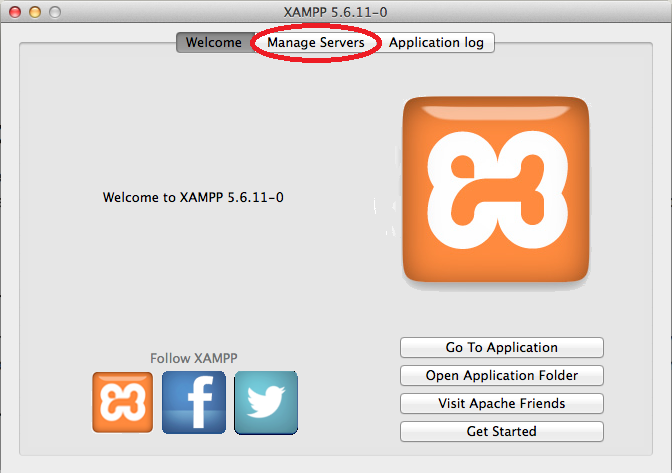 XAMPP 5.6.11-0
Welcome Manage Servers Application log
Welcome to XAMPP 5.6.11-0
Follow XAMPP
Go To Application
Open Application Folder
Visit Apache Friends
Get Started